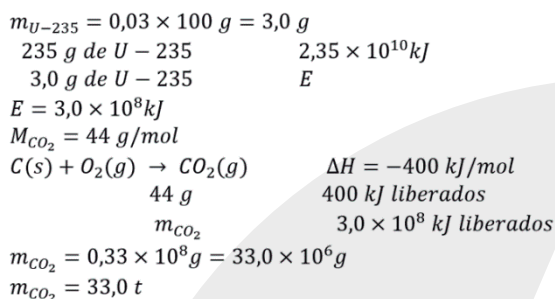 m_{U−235} = 0,03 × 100 g = 3,0 g
235 g de U − 235 2,35 × 10^{10} kJ
3,0 g de U − 235 E
E = 3,0 × 10^8 kJ
M_{CO_2} = 44 g/mol
C(s) + O_2(g) → CO_2(g) ΔH = −400 kJ/mol
44 g 400 kJ liberados
m_{CO_2} 3,0 × 10^8 kJ liberados
m_{CO_2} = 0,33 × 10^8 g = 33,0 × 10^6 g
m_{CO_2} = 33,0 t